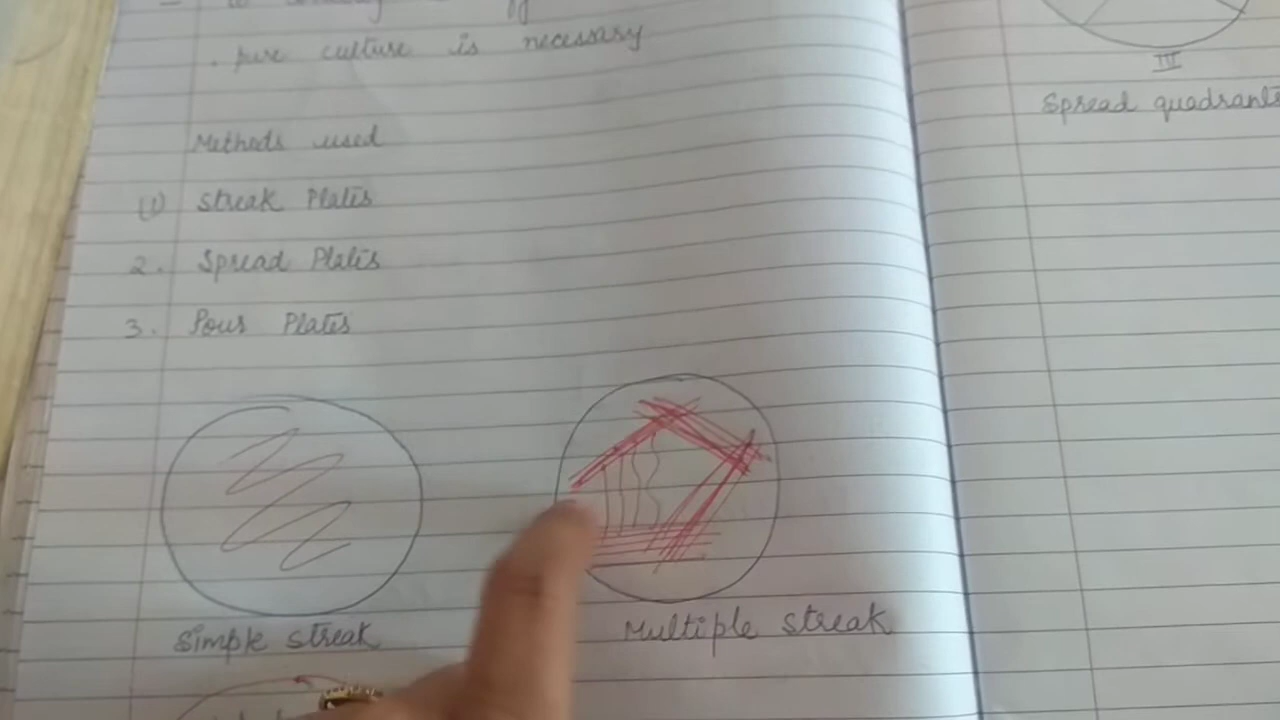 . pure culture is necessary
Methods used
(1) Streak Plates
2. Spread Plates
3. Pour Plates
Simple streak
Multiple streak
IV
Spread quadrants